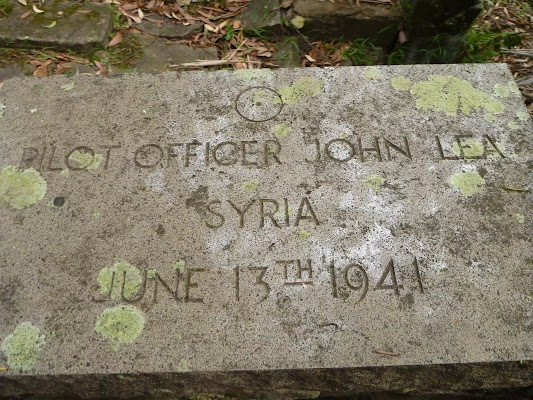 PILOT OFFICER JOHN LEA
SYRIA
JUNE 13TH 1941